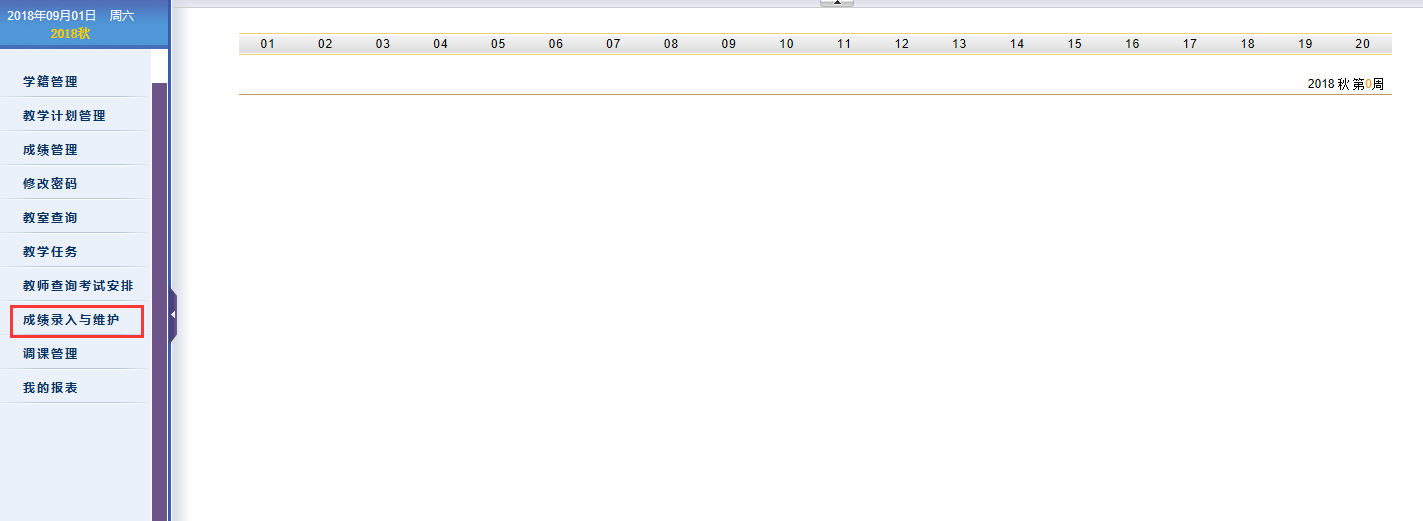 2018年09月01日 周六
2018秋
学籍管理
教学计划管理
成绩管理
修改密码
教室查询
教学任务
教师查询考试安排
成绩录入与维护
调课管理
我的报表
01 02 03 04 05 06 07 08 09 10 11 12 13 14 15 16 17 18 19 20
2018 秋 第0周